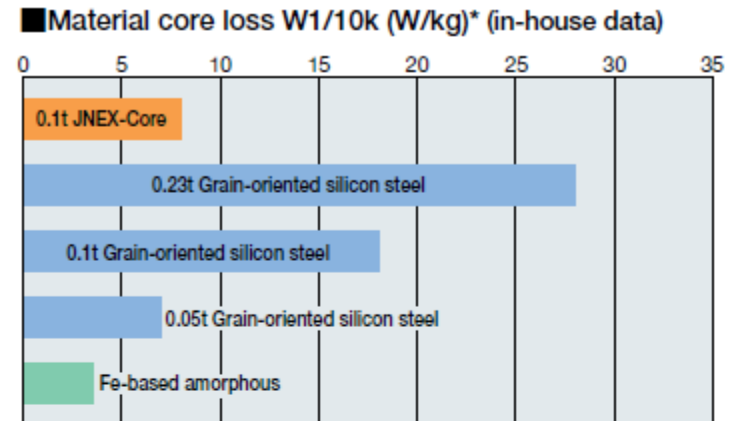 ■Material core loss W1/10k (W/kg)* (in-house data)
0 5 10 15 20 25 30 35
0.1t JNEX-Core
0.23t Grain-oriented silicon steel
0.1t Grain-oriented silicon steel
0.05t Grain-oriented silicon steel
Fe-based amorphous